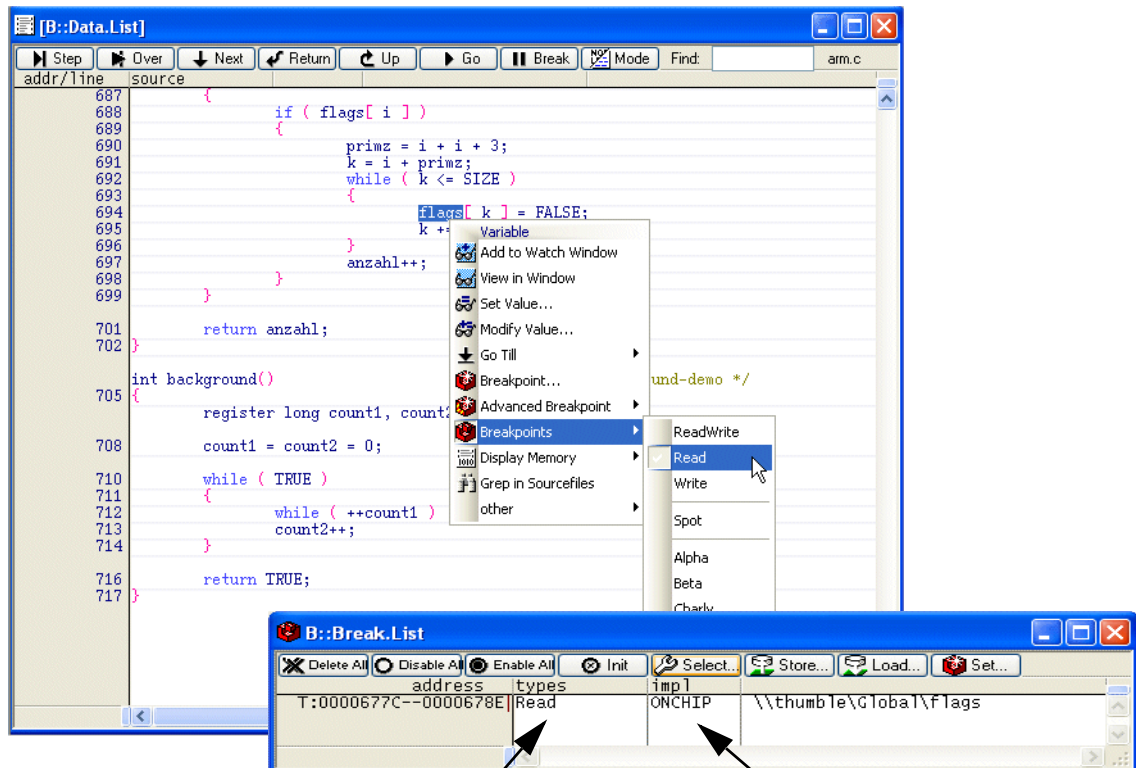 [B::Data.List]
Step Over Next Return Up Go Break Mode Find: arm.c
addr/line source
687 {
688 if ( flags[ i ] )
689 {
690 primz = i + i + 3;
691 k = i + primz;
692 while ( k <= SIZE )
693 {
694 flags[ k ] = FALSE;
695 k +
Variable
696 }
Add to Watch Window
697 anzahl++;
698 }
View in Window
699 }
Set Value...
701 return anzahl;
Modify Value...
702 }
Go Till
int background() und-demo */
Breakpoint...
705 {
Advanced Breakpoint
register long count1, count2
Breakpoints
ReadWrite
708 count1 = count2 = 0;
Display Memory
Read
710 while ( TRUE )
Grep in Sourcefiles
Write
711 {
712 while ( ++count1 )
other
713 count2++;
Spot
714 }
Alpha
716 return TRUE;
Beta
717 }
Charly
B::Break.List
Delete All Disable All Enable All Init Select... Store... Load... Set...
address types impl
T:0000677C--0000678E Read ONCHIP \\thumble\Global\flags